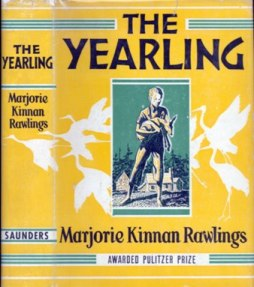 THE
YEARLING
Marjorie
Kinnan
Rawlings
SAUNDERS
THE
YEARLING
Marjorie Kinnan Rawlings
AWARDED PULITZER PRIZE